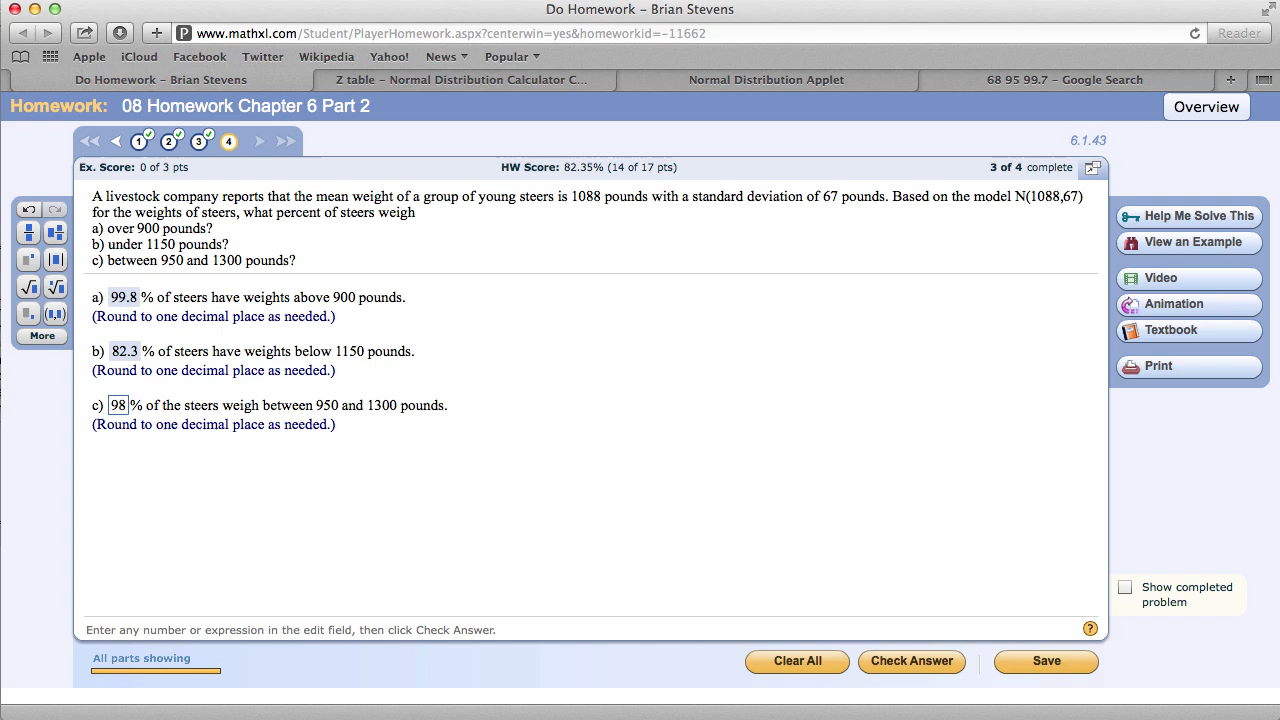 Do Homework – Brian Stevens
www.mathxl.com/Student/PlayerHomework.aspx?centerwin=yes&homeworkid=-11662
Reader
Apple iCloud Facebook Twitter Wikipedia Yahoo! News Popular
Do Homework – Brian Stevens
Z table – Normal Distribution Calculator C...
Normal Distribution Applet
68 95 99.7 – Google Search
Homework: 08 Homework Chapter 6 Part 2
Overview
1 2 3 4
6.1.43
Ex. Score: 0 of 3 pts
HW Score: 82.35% (14 of 17 pts)
3 of 4 complete
A livestock company reports that the mean weight of a group of young steers is 1088 pounds with a standard deviation of 67 pounds. Based on the model N(1088,67)
for the weights of steers, what percent of steers weigh
a) over 900 pounds?
b) under 1150 pounds?
c) between 950 and 1300 pounds?
a) 99.8 % of steers have weights above 900 pounds.
(Round to one decimal place as needed.)
b) 82.3 % of steers have weights below 1150 pounds.
(Round to one decimal place as needed.)
c) 98 % of the steers weigh between 950 and 1300 pounds.
(Round to one decimal place as needed.)
More
Help Me Solve This
View an Example
Video
Animation
Textbook
Print
Show completed
problem
Enter any number or expression in the edit field, then click Check Answer.
?
All parts showing
Clear All
Check Answer
Save